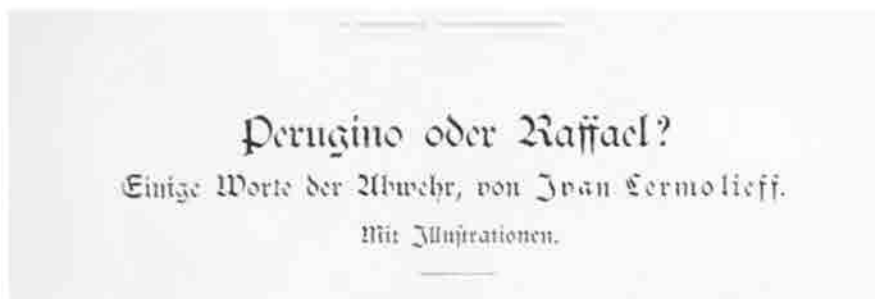 Perugino oder Raffael?
Einige Worte der Abwehr, von Ivan Lermolieff.
Mit Illustrationen.